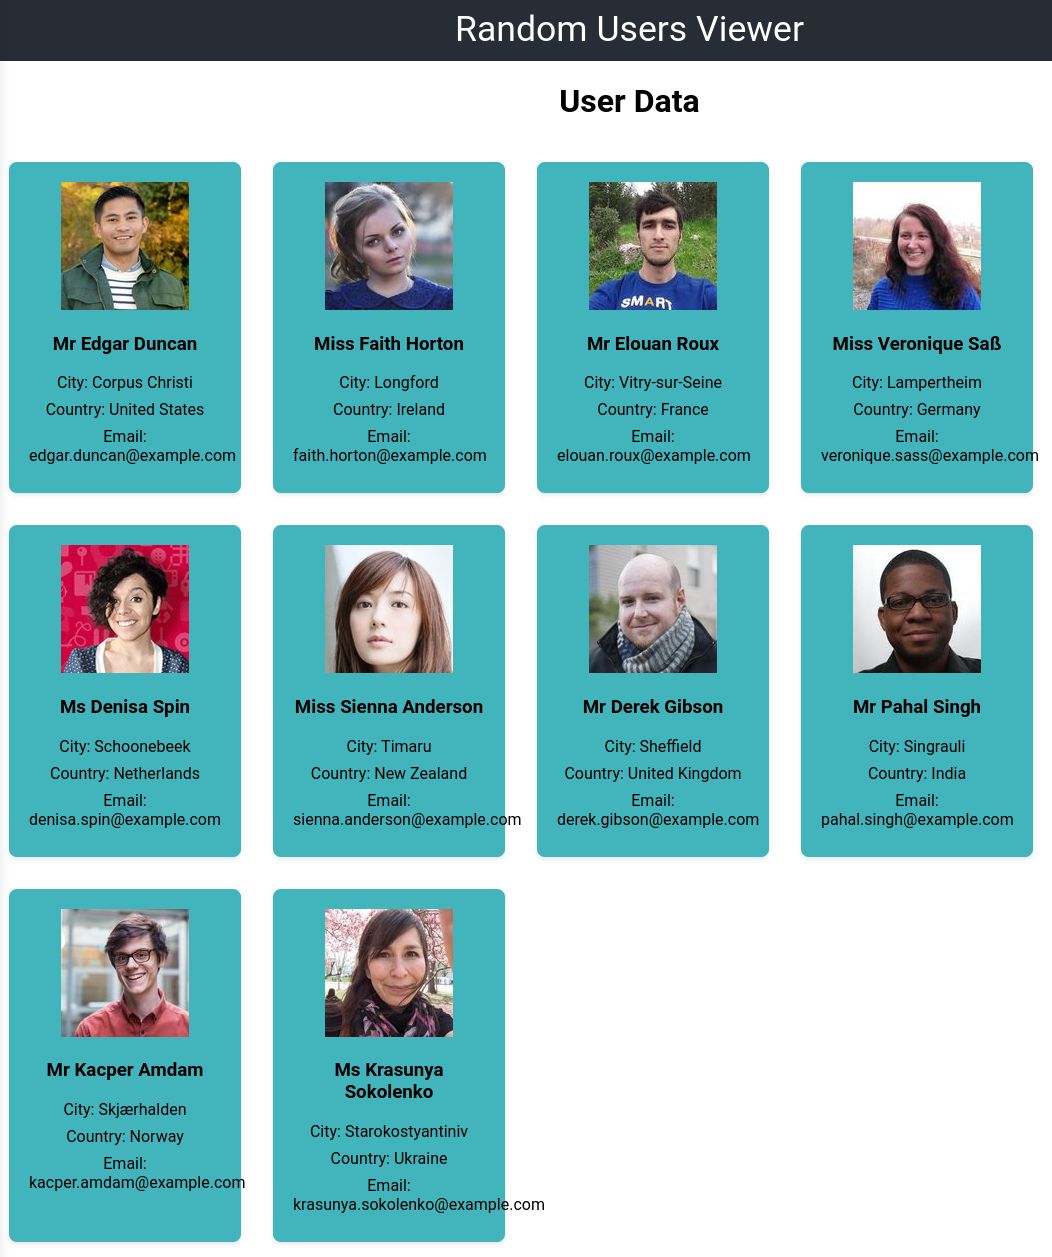 Random Users Viewer
User Data
Mr Edgar Duncan
City: Corpus Christi
Country: United States
Email:
edgar.duncan@example.com
Miss Faith Horton
City: Longford
Country: Ireland
Email:
faith.horton@example.com
SMART
Mr Elouan Roux
City: Vitry-sur-Seine
Country: France
Email:
elouan.roux@example.com
Miss Veronique Saß
City: Lampertheim
Country: Germany
Email:
veronique.sass@example.com
Ms Denisa Spin
City: Schoonebeek
Country: Netherlands
Email:
denisa.spin@example.com
Miss Sienna Anderson
City: Timaru
Country: New Zealand
Email:
sienna.anderson@example.com
Mr Derek Gibson
City: Sheffield
Country: United Kingdom
Email:
derek.gibson@example.com
Mr Pahal Singh
City: Singrauli
Country: India
Email:
pahal.singh@example.com
Mr Kacper Amdam
City: Skjærhalden
Country: Norway
Email:
kacper.amdam@example.com
Ms Krasunya
Sokolenko
City: Starokostyantiniv
Country: Ukraine
Email:
krasunya.sokolenko@example.com